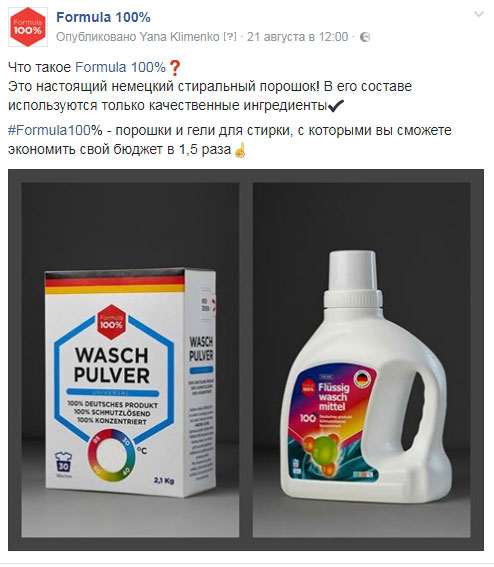 Formula 100%
Formula
100%
Опубликовано Yana Klimenko [?] · 21 августа в 12:00 ·
Что такое Formula 100%❓
Это настоящий немецкий стиральный порошок! В его составе
используются только качественные ингредиенты✔
#Formula100% - порошки и гели для стирки, с которыми вы сможете
экономить свой бюджет в 1,5 раза☝
Formula
100%
WASCH
PULVER
UNIVERSAL
100% DEUTSCHES PRODUKT
100% SCHMUTZLÖSEND
100% KONZENTRIERT
30
40
60
°C
30
2,1 Kg
100%
Flüssig
wasch
mittel
100